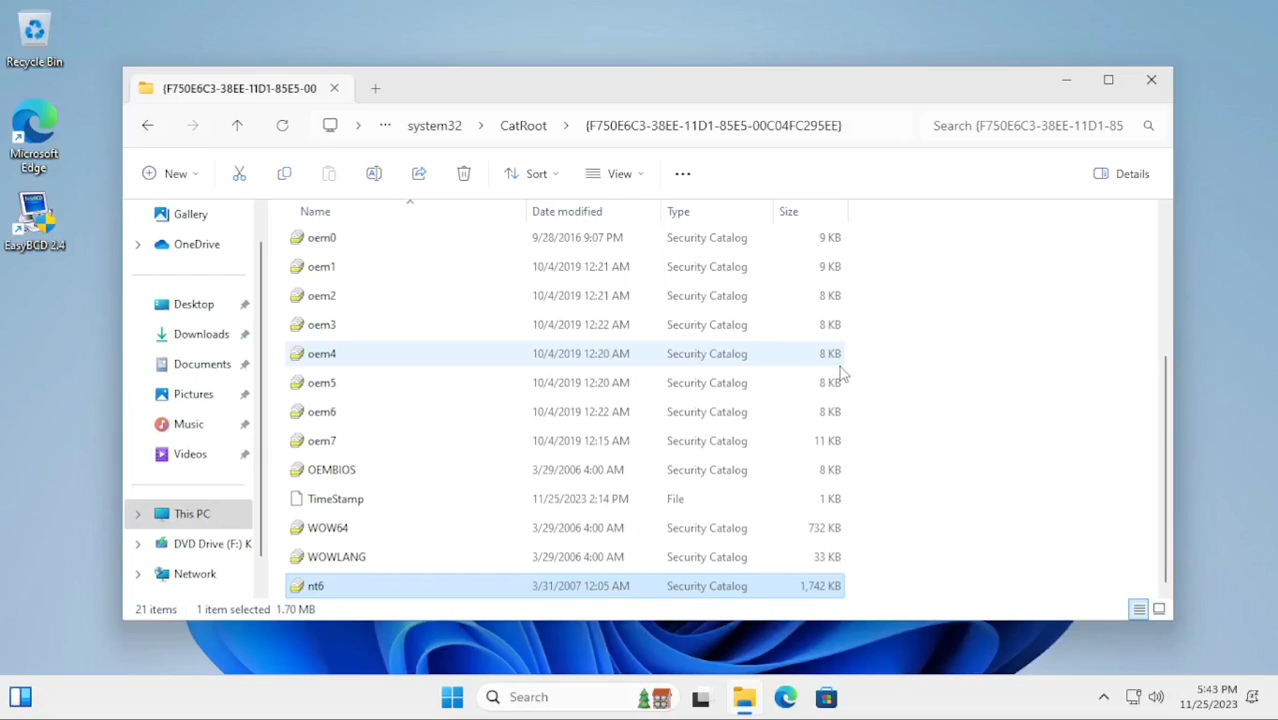 Recycle Bin
Microsoft
Edge
EasyBCD 2.4
{F750E6C3-38EE-11D1-85E5-00
system32 > CatRoot > {F750E6C3-38EE-11D1-85E5-00C04FC295EE}
Search {F750E6C3-38EE-11D1-85
New
Sort
View
Details
Gallery
OneDrive
Desktop
Downloads
Documents
Pictures
Music
Videos
This PC
DVD Drive (F:) K
Network
Name Date modified Type Size
oem0 9/28/2016 9:07 PM Security Catalog 9 KB
oem1 10/4/2019 12:21 AM Security Catalog 9 KB
oem2 10/4/2019 12:21 AM Security Catalog 8 KB
oem3 10/4/2019 12:22 AM Security Catalog 8 KB
oem4 10/4/2019 12:20 AM Security Catalog 8 KB
oem5 10/4/2019 12:20 AM Security Catalog 8 KB
oem6 10/4/2019 12:22 AM Security Catalog 8 KB
oem7 10/4/2019 12:15 AM Security Catalog 11 KB
OEMBIOS 3/29/2006 4:00 AM Security Catalog 8 KB
TimeStamp 11/25/2023 2:14 PM File 1 KB
WOW64 3/29/2006 4:00 AM Security Catalog 732 KB
WOWLANG 3/29/2006 4:00 AM Security Catalog 33 KB
nt6 3/31/2007 12:05 AM Security Catalog 1,742 KB
21 items 1 item selected 1.70 MB
Search
5:43 PM
11/25/2023